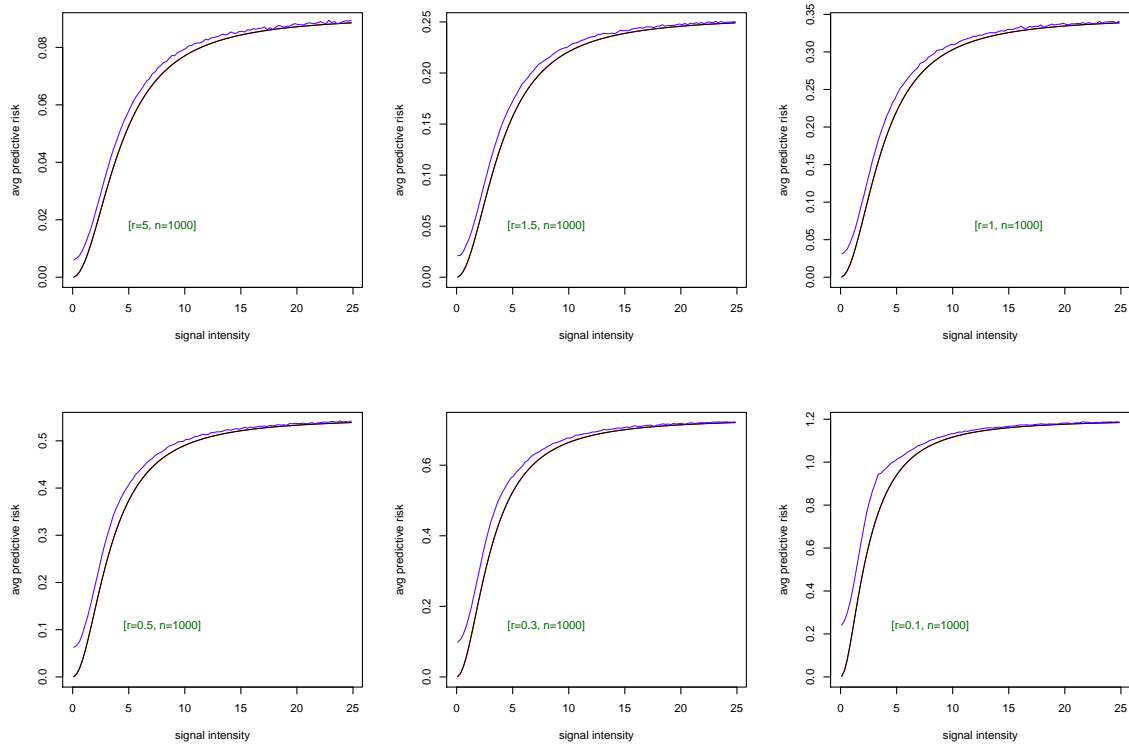 0.00 0.02 0.04 0.06 0.08
avg predictive risk
[r=5, n=1000]
0 5 10 15 20 25
signal intensity
0.00 0.05 0.10 0.15 0.20 0.25
avg predictive risk
[r=1.5, n=1000]
0 5 10 15 20 25
signal intensity
0.00 0.05 0.10 0.15 0.20 0.25 0.30 0.35
avg predictive risk
[r=1, n=1000]
0 5 10 15 20 25
signal intensity
0.0 0.1 0.2 0.3 0.4 0.5
avg predictive risk
[r=0.5, n=1000]
0 5 10 15 20 25
signal intensity
0.0 0.2 0.4 0.6
avg predictive risk
[r=0.3, n=1000]
0 5 10 15 20 25
signal intensity
0.0 0.2 0.4 0.6 0.8 1.0 1.2
avg predictive risk
[r=0.1, n=1000]
0 5 10 15 20 25
signal intensity